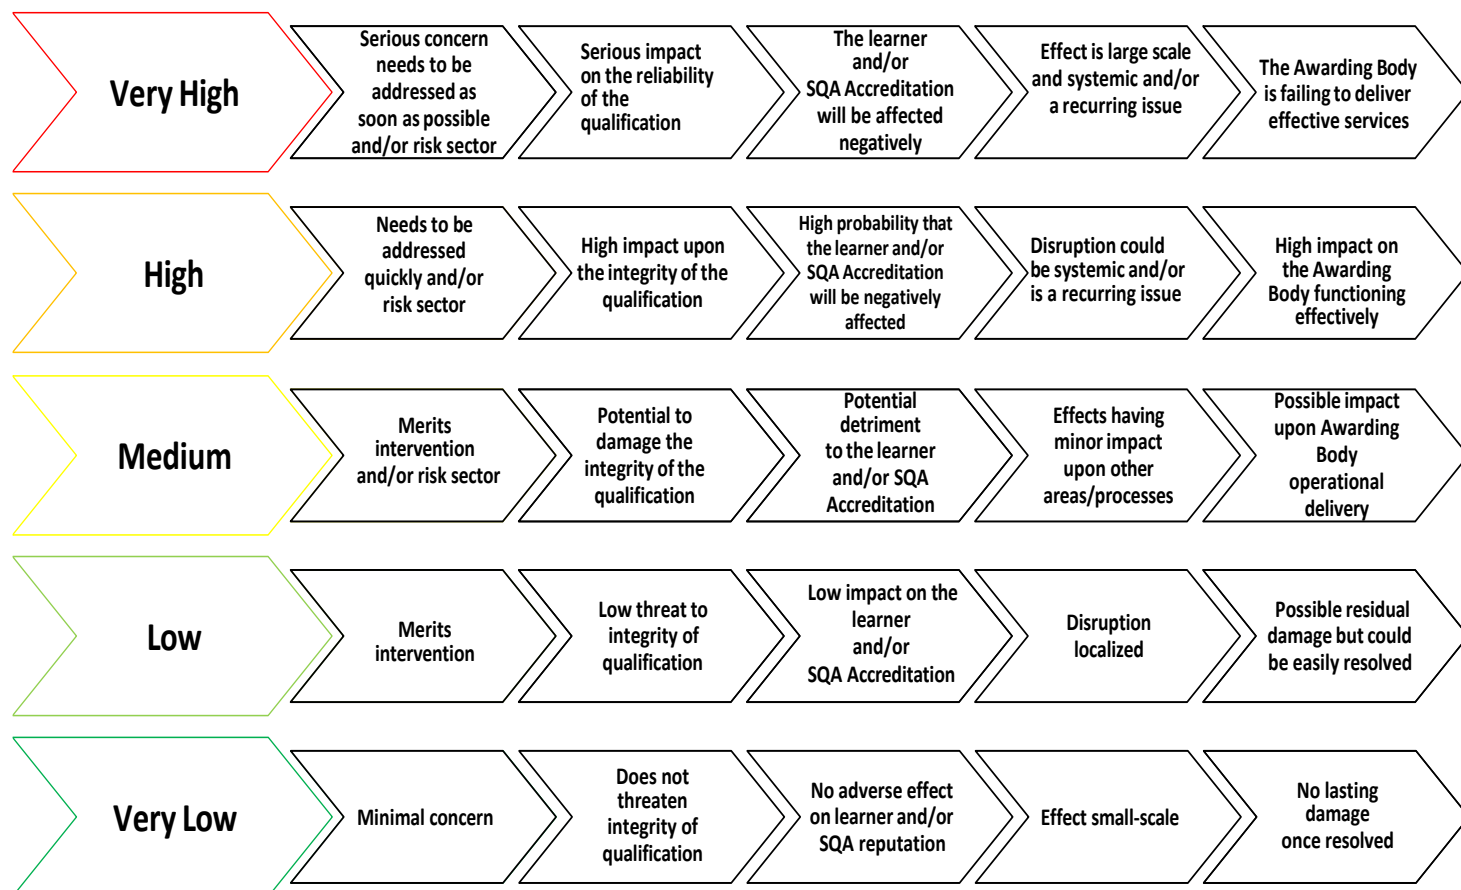 Very High
Serious concern
needs to be
addressed as
soon as possible
and/or risk sector
Serious impact
on the reliability
of the
qualification
The learner
and/or
SQA Accreditation
will be affected
negatively
Effect is large scale
and systemic and/or
a recurring issue
The Awarding Body
is failing to deliver
effective services
High
Needs to be
addressed
quickly and/or
risk sector
High impact upon
the integrity of the
qualification
High probability that
the learner and/or
SQA Accreditation
will be negatively
affected
Disruption could
be systemic and/or
is a recurring issue
High impact on
the Awarding
Body functioning
effectively
Medium
Merits
intervention
and/or risk sector
Potential to
damage the
integrity of the
qualification
Potential
detriment
to the learner
and/or SQA
Accreditation
Effects having
minor impact
upon other
areas/processes
Possible impact
upon Awarding
Body
operational
delivery
Low
Merits
intervention
Low threat to
integrity of
qualification
Low impact on the
learner
and/or
SQA Accreditation
Disruption
localized
Possible residual
damage but could
be easily resolved
Very Low
Minimal concern
Does not
threaten
integrity of
qualification
No adverse effect
on learner and/or
SQA reputation
Effect small-scale
No lasting
damage
once resolved